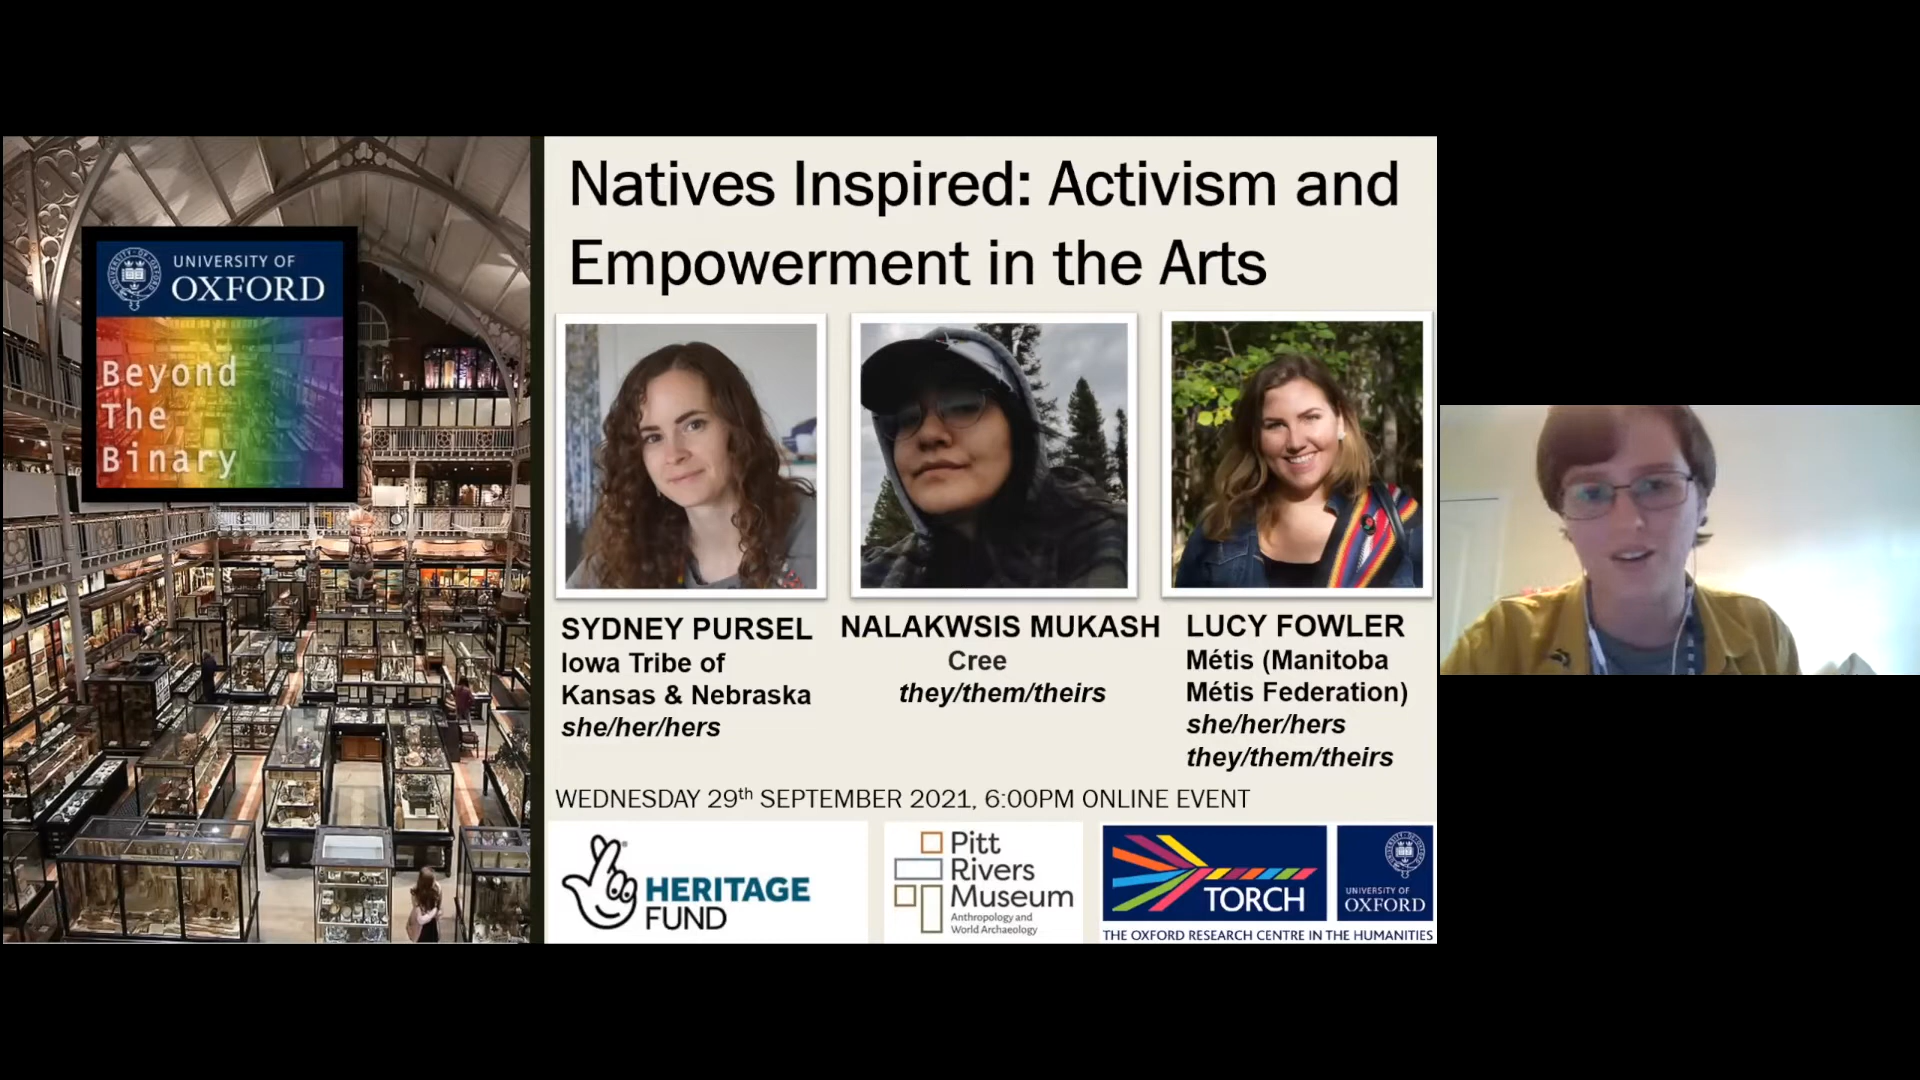 UNIVERSITY OF
OXFORD
Beyond
The
Binary
Natives Inspired: Activism and
Empowerment in the Arts
SYDNEY PURSEL
Iowa Tribe of
Kansas & Nebraska
she/her/hers
NALAKWSIS MUKASH
Cree
they/them/theirs
LUCY FOWLER
Métis (Manitoba
Métis Federation)
she/her/hers
they/them/theirs
WEDNESDAY 29th SEPTEMBER 2021, 6:00PM ONLINE EVENT
HERITAGE
FUND
Pitt
Rivers
Museum
Anthropology and
World Archaeology
TORCH
UNIVERSITY OF
OXFORD
THE OXFORD RESEARCH CENTRE IN THE HUMANITIES